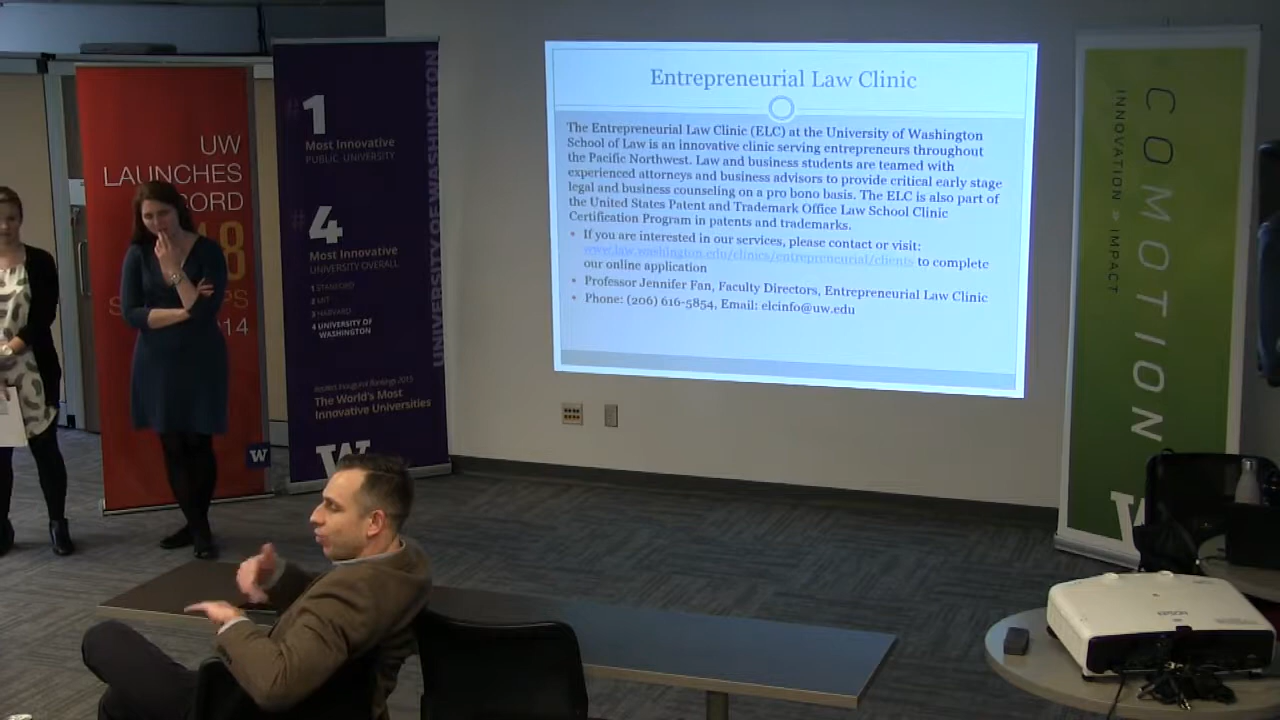 UW
LAUNCHES
18
2014
#1
Most Innovative
PUBLIC UNIVERSITY
#4
Most Innovative
UNIVERSITY OVERALL
1 STANFORD
2 MIT
3 HARVARD
4 UNIVERSITY OF
WASHINGTON
Reuters Inaugural Rankings 2015
The World's Most
Innovative Universities
W
W
UNIVERSITY OF WASHINGTON
Entrepreneurial Law Clinic
The Entrepreneurial Law Clinic (ELC) at the University of Washington
School of Law is an innovative clinic serving entrepreneurs throughout
the Pacific Northwest. Law and business students are teamed with
experienced attorneys and business advisors to provide critical early stage
legal and business counseling on a pro bono basis. The ELC is also part of
the United States Patent and Trademark Office Law School Clinic
Certification Program in patents and trademarks.
• If you are interested in our services, please contact or visit:
www.law.washington.edu/clinics/entrepreneurial/clients to complete
our online application
• Professor Jennifer Fan, Faculty Directors, Entrepreneurial Law Clinic
• Phone: (206) 616-5854, Email: elcinfo@uw.edu
COMOTION
INNOVATION » IMPACT
W
EPSON